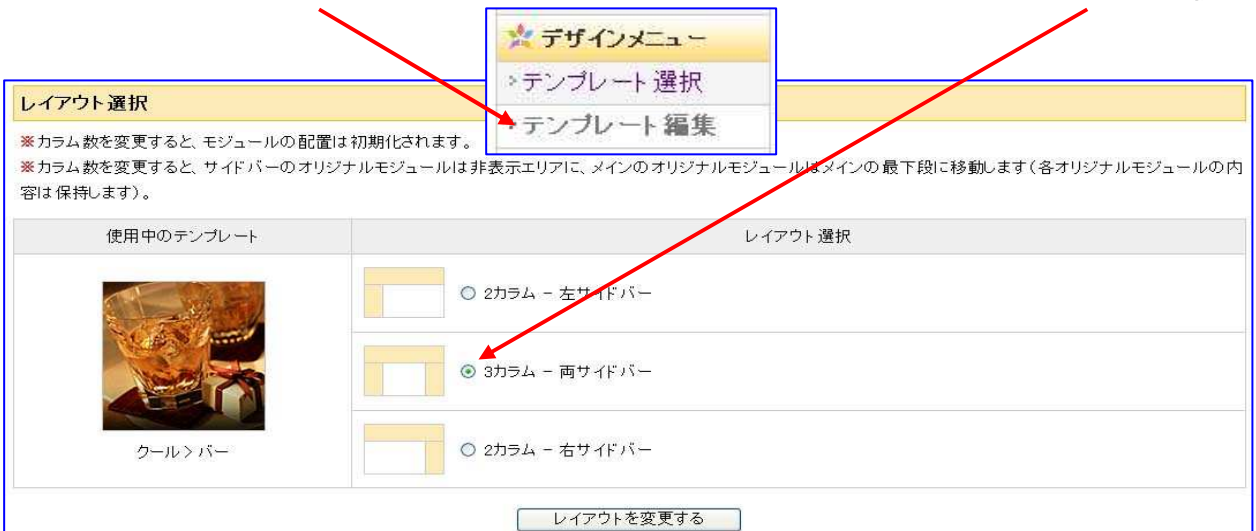 デザインメニュー
テンプレート選択
テンプレート編集
レイアウト選択
※カラム数を変更すると、モジュールの配置は初期化されます。
※カラム数を変更すると、サイドバーのオリジナルモジュールは非表示エリアに、メインのオリジナルモジュールはメインの最下段に移動します(各オリジナルモジュールの内
容は保持します)。
使用中のテンプレート
レイアウト選択
2カラム - 左サイドバー
3カラム - 両サイドバー
クール > バー
2カラム - 右サイドバー
レイアウトを変更する